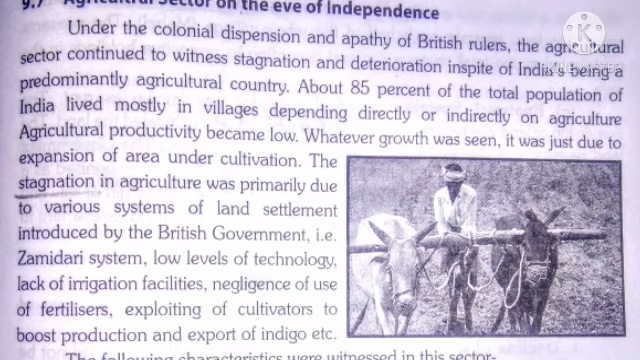 9.7 Agricultural Sector on the eve of Independence
Under the colonial dispension and apathy of British rulers, the agricultural
sector continued to witness stagnation and deterioration inspite of India's being a
predominantly agricultural country. About 85 percent of the total population of
India lived mostly in villages depending directly or indirectly on agriculture
Agricultural productivity became low. Whatever growth was seen, it was just due to
expansion of area under cultivation. The
stagnation in agriculture was primarily due
to various systems of land settlement
introduced by the British Government, i.e.
Zamidari system, low levels of technology,
lack of irrigation facilities, negligence of use
of fertilisers, exploiting of cultivators to
boost production and export of indigo etc.
The following characteristics were witnessed in this sector-
KINEMASTER